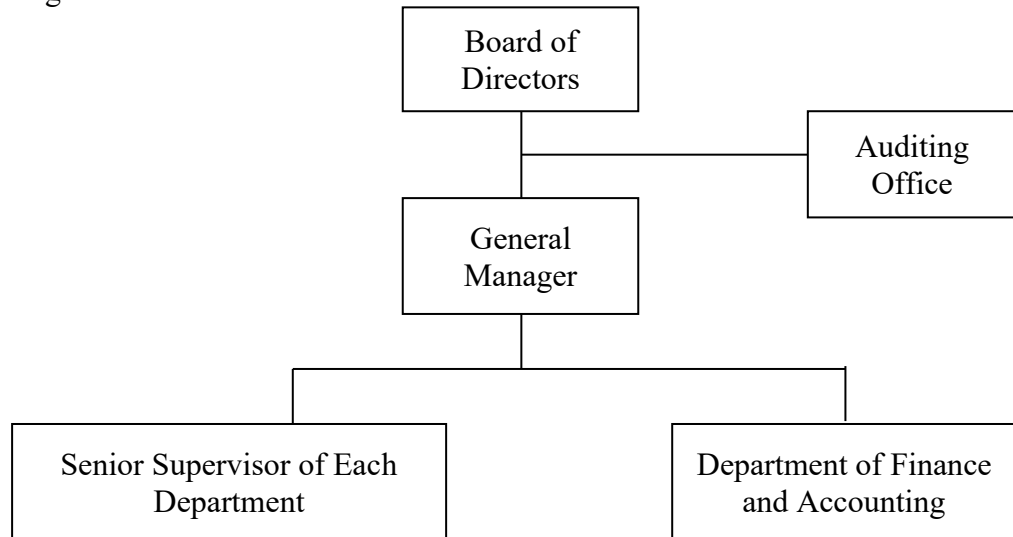 Board of
Directors
Auditing
Office
General
Manager
Senior Supervisor of Each
Department
Department of Finance
and Accounting